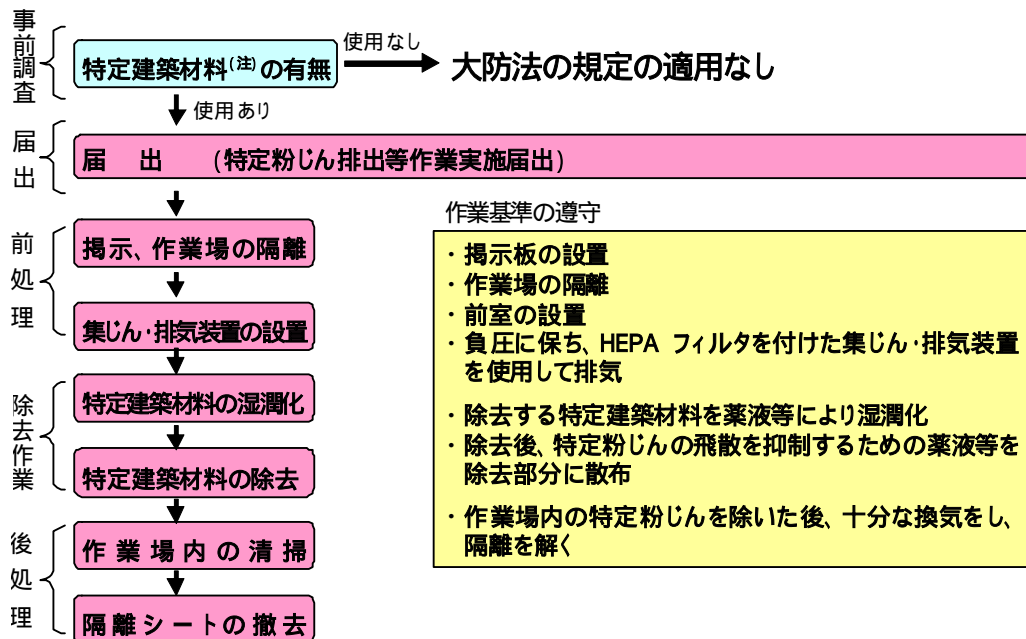 事前調査
特定建築材料(注)の有無
使用なし
大防法の規定の適用なし
使用あり
届出
届 出 (特定粉じん排出等作業実施届出)
前処理
掲示、作業場の隔離
集じん・排気装置の設置
除去作業
特定建築材料の湿潤化
特定建築材料の除去
後処理
作業場内の清掃
隔離シートの撤去
作業基準の遵守
・掲示板の設置
・作業場の隔離
・前室の設置
・負圧に保ち、HEPA フィルタを付けた集じん・排気装置
を使用して排気
・除去する特定建築材料を薬液等により湿潤化
・除去後、特定粉じんの飛散を抑制するための薬液等を
除去部分に散布
・作業場内の特定粉じんを除いた後、十分な換気をし、
隔離を解く